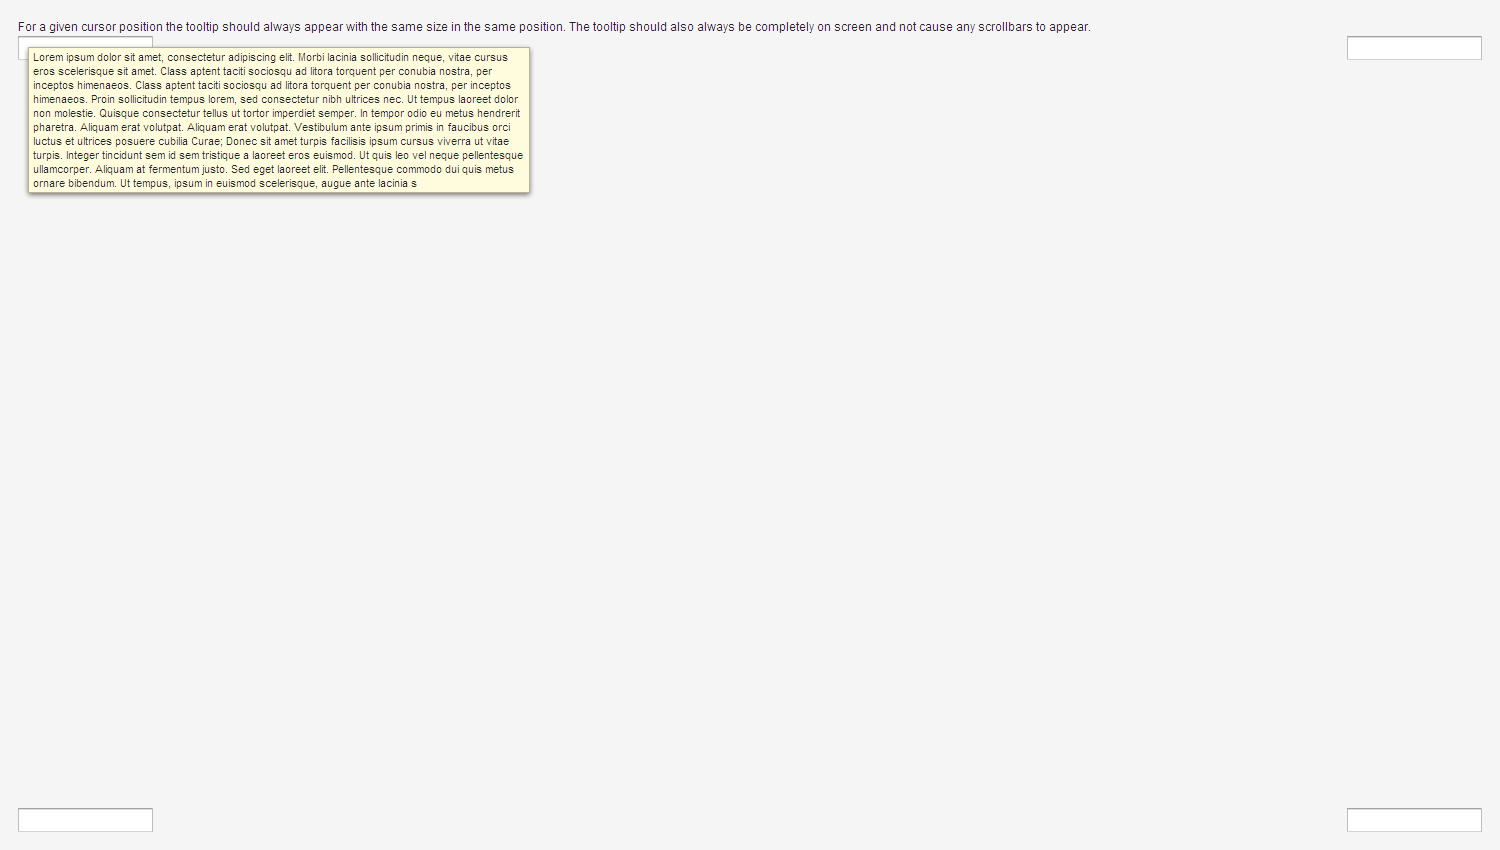 For a given cursor position the tooltip should always appear with the same size in the same position. The tooltip should also always be completely on screen and not cause any scrollbars to appear.
Lorem ipsum dolor sit amet, consectetur adipiscing elit. Morbi lacinia sollicitudin neque, vitae cursus
eros scelerisque sit amet. Class aptent taciti sociosqu ad litora torquent per conubia nostra, per
inceptos himenaeos. Class aptent taciti sociosqu ad litora torquent per conubia nostra, per inceptos
himenaeos. Proin sollicitudin tempus lorem, sed consectetur nibh ultrices nec. Ut tempus laoreet dolor
non molestie. Quisque consectetur tellus ut tortor imperdiet semper. In tempor odio eu metus hendrerit
pharetra. Aliquam erat volutpat. Aliquam erat volutpat. Vestibulum ante ipsum primis in faucibus orci
luctus et ultrices posuere cubilia Curae; Donec sit amet turpis facilisis ipsum cursus viverra ut vitae
turpis. Integer tincidunt sem id sem tristique a laoreet eros euismod. Ut quis leo vel neque pellentesque
ullamcorper. Aliquam at fermentum justo. Sed eget laoreet elit. Pellentesque commodo dui quis metus
ornare bibendum. Ut tempus, ipsum in euismod scelerisque, augue ante lacinia s